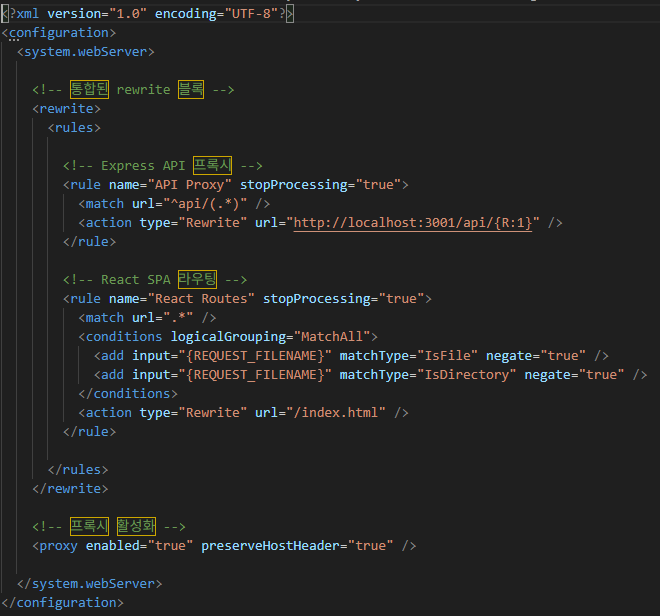 <?xml version="1.0" encoding="UTF-8"?>
<configuration>
<system.webServer>
<!-- 통합된 rewrite 블록 -->
<rewrite>
<rules>
<!-- Express API 프록시 -->
<rule name="API Proxy" stopProcessing="true">
<match url="^api/(.*)" />
<action type="Rewrite" url="http://localhost:3001/api/{R:1}" />
</rule>
<!-- React SPA 라우팅 -->
<rule name="React Routes" stopProcessing="true">
<match url=".*" />
<conditions logicalGrouping="MatchAll">
<add input="{REQUEST_FILENAME}" matchType="IsFile" negate="true" />
<add input="{REQUEST_FILENAME}" matchType="IsDirectory" negate="true" />
</conditions>
<action type="Rewrite" url="/index.html" />
</rule>
</rules>
</rewrite>
<!-- 프록시 활성화 -->
<proxy enabled="true" preserveHostHeader="true" />
</system.webServer>
</configuration>